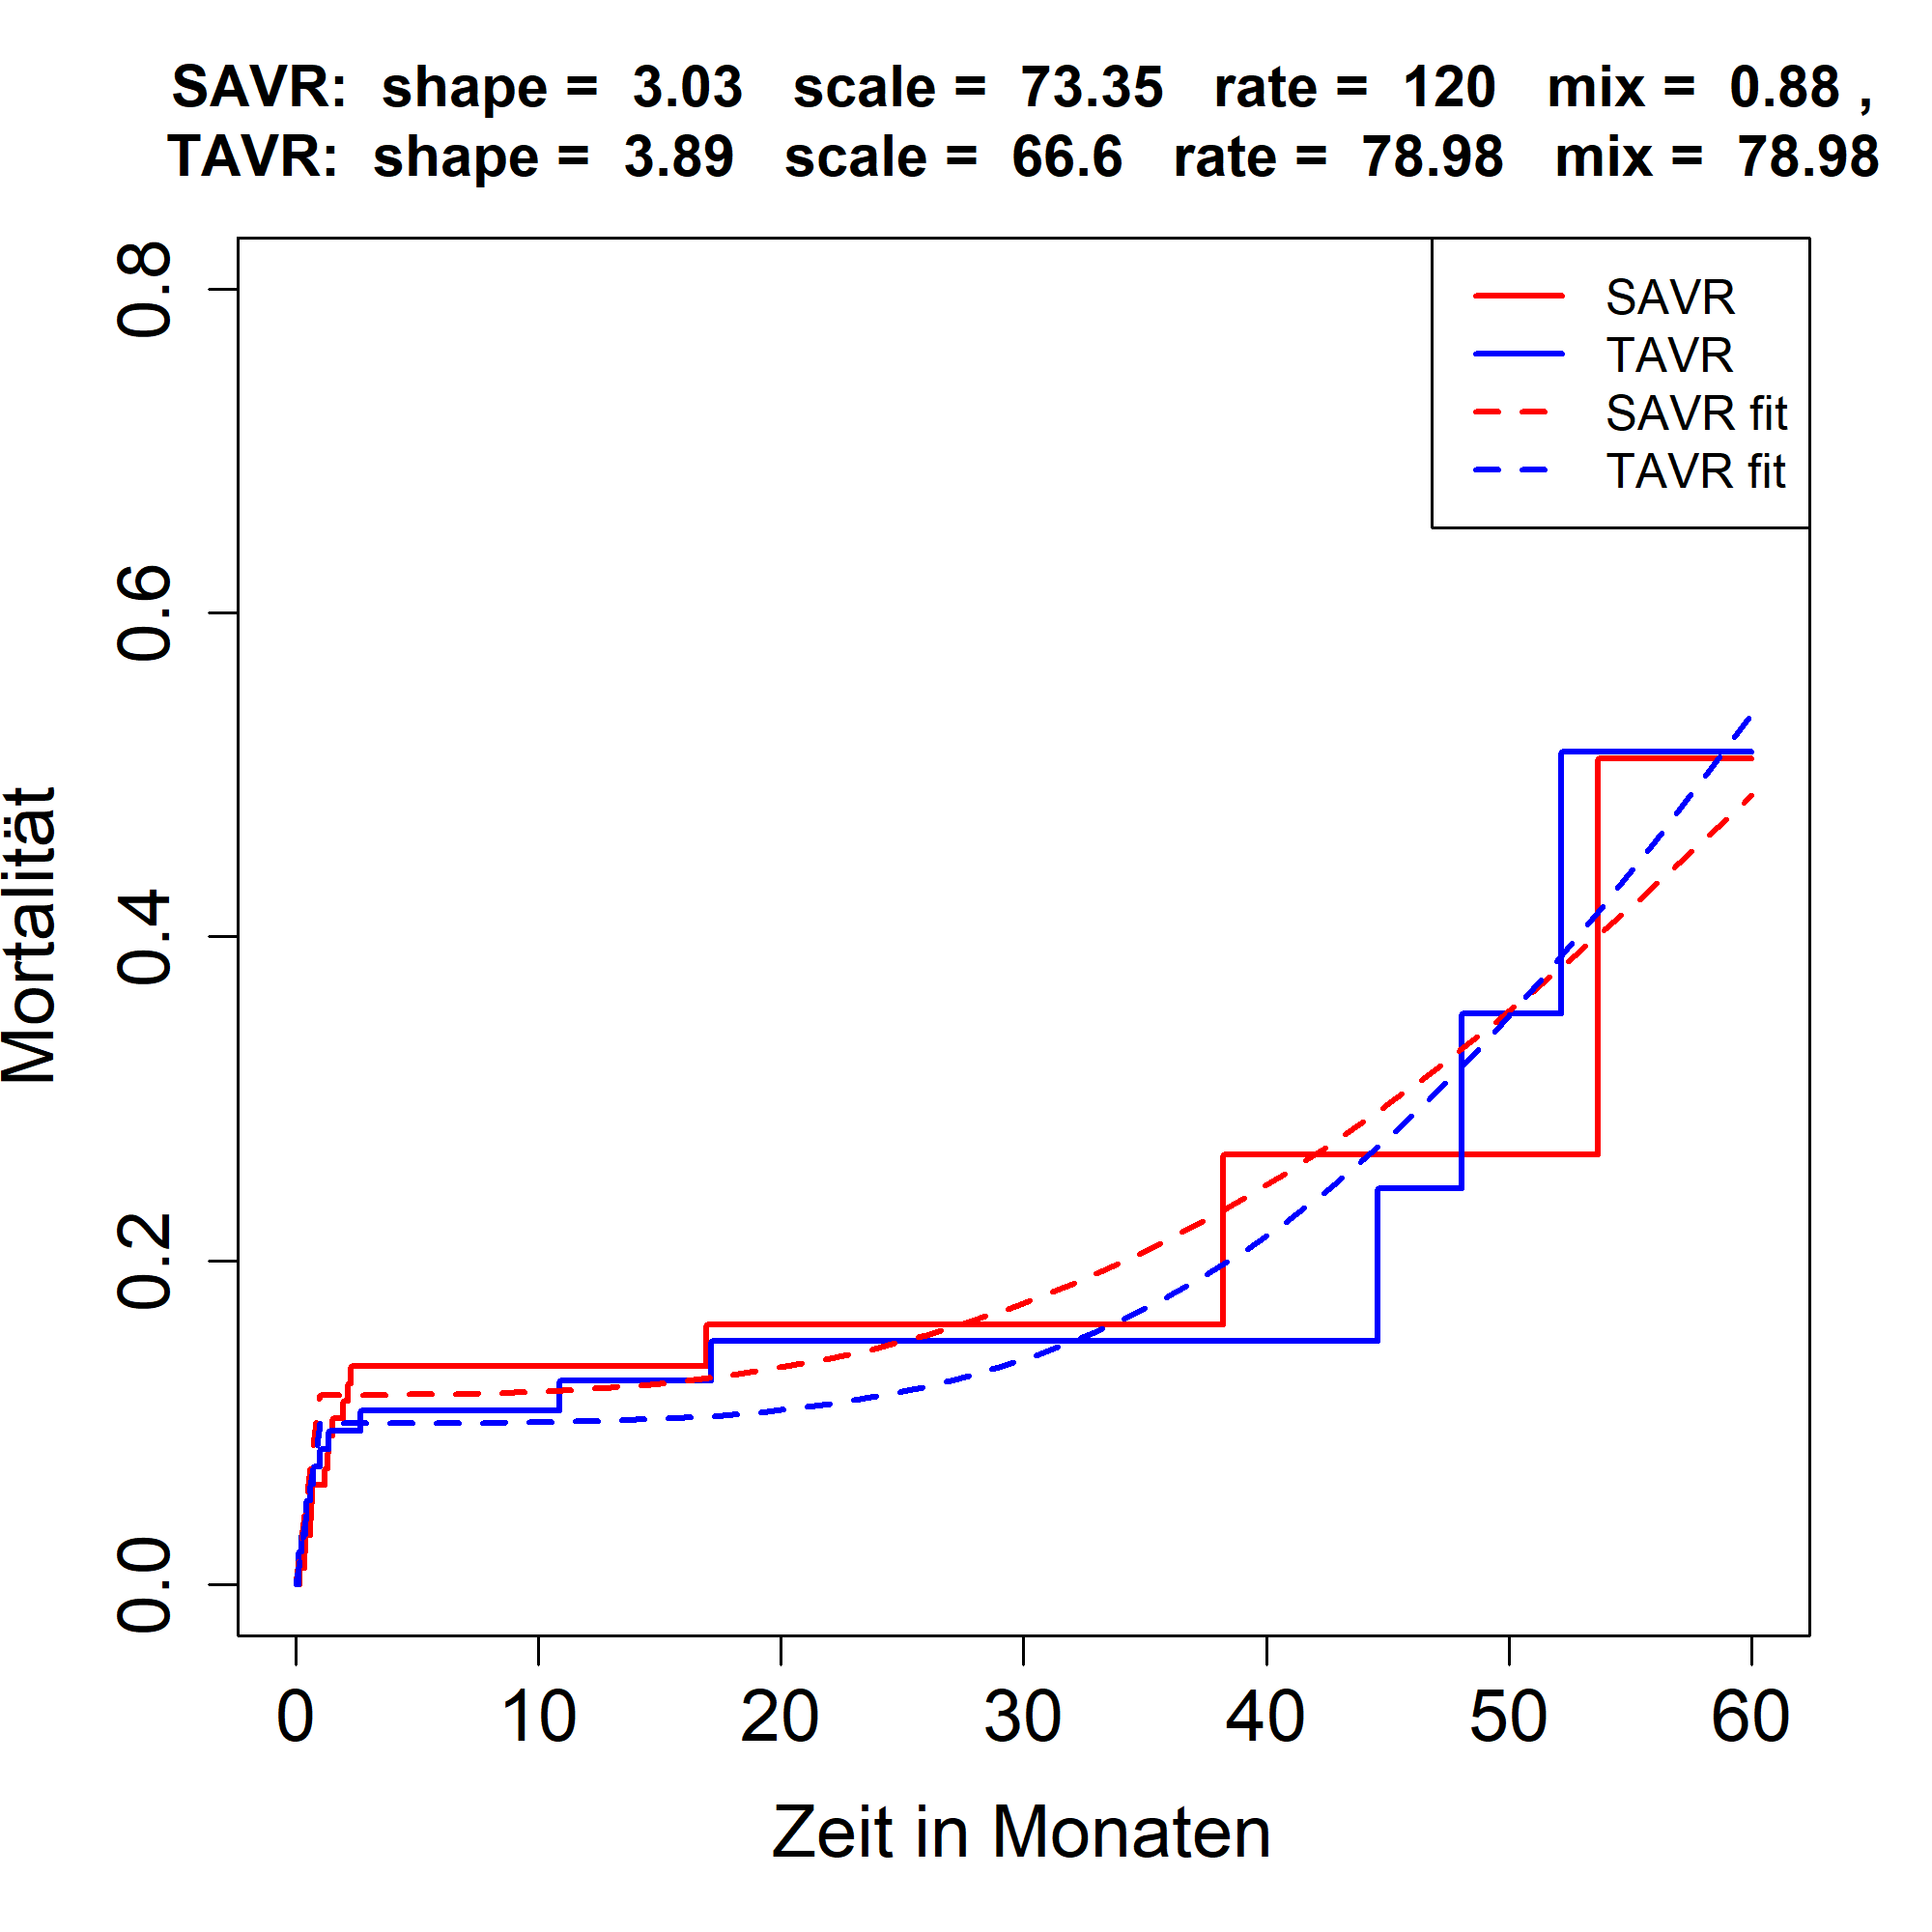 SAVR: shape = 3.03 scale = 73.35 rate = 120 mix = 0.88 ,
TAVR: shape = 3.89 scale = 66.6 rate = 78.98 mix = 78.98
SAVR
TAVR
SAVR fit
TAVR fit
Mortalität
0.8
0.6
0.4
0.2
0.0
0 10 20 30 40 50 60
Zeit in Monaten